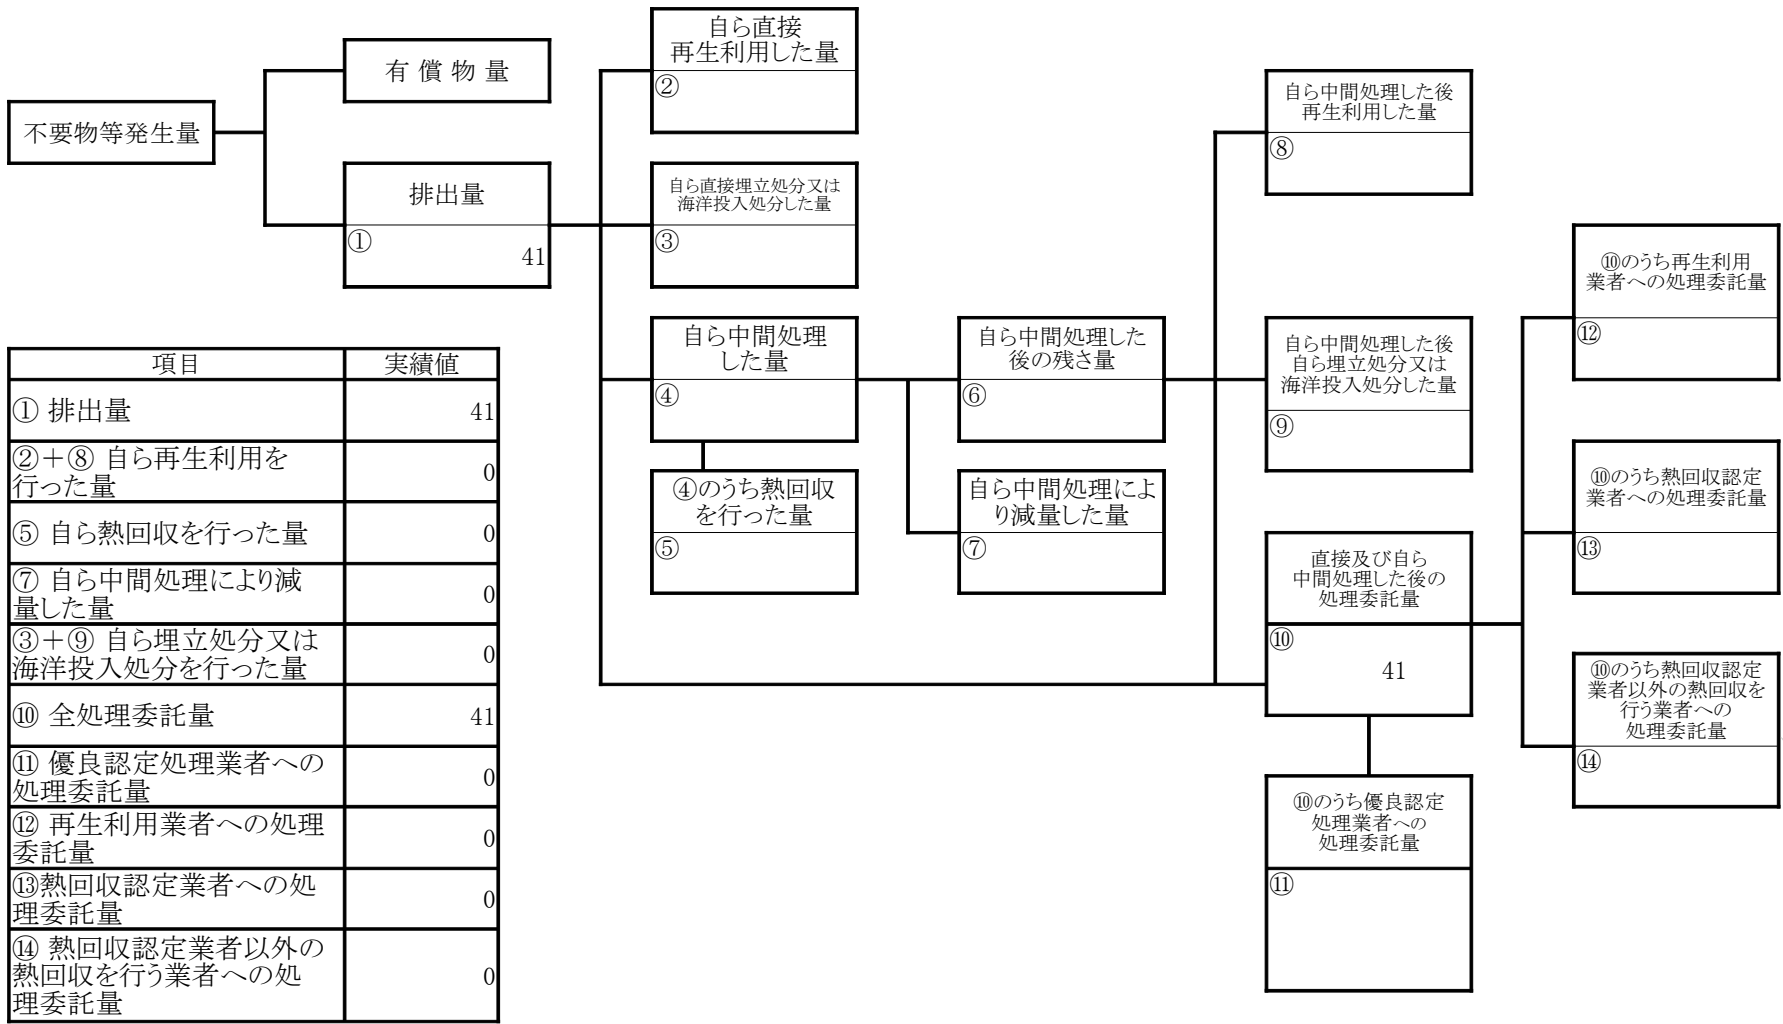 不要物等発生量
有償物量
排出量
①
41
自ら直接
再生利用した量
②
自ら直接埋立処分又は
海洋投入処分した量
③
自ら中間処理
した量
④
④のうち熱回収
を行った量
⑤
自ら中間処理した
後の残さ量
⑥
自ら中間処理によ
り減量した量
⑦
自ら中間処理した後
再生利用した量
⑧
自ら中間処理した後
自ら埋立処分又は
海洋投入処分した量
⑨
直接及び自ら
中間処理した後の
処理委託量
⑩
41
⑩のうち優良認定
処理業者への
処理委託量
⑪
⑩のうち再生利用
業者への処理委託量
⑫
⑩のうち熱回収認定
業者への処理委託量
⑬
⑩のうち熱回収認定
業者以外の熱回収を
行う業者への
処理委託量
⑭
項目 実績値
① 排出量 41
②＋⑧ 自ら再生利用を
行った量 0
⑤ 自ら熱回収を行った量 0
⑦ 自ら中間処理により減
量した量 0
③＋⑨ 自ら埋立処分又は
海洋投入処分を行った量 0
⑩ 全処理委託量 41
⑪ 優良認定処理業者への
処理委託量 0
⑫ 再生利用業者への処理
委託量 0
⑬熱回収認定業者への処
理委託量 0
⑭ 熱回収認定業者以外の
熱回収を行う業者への処
理委託量 0